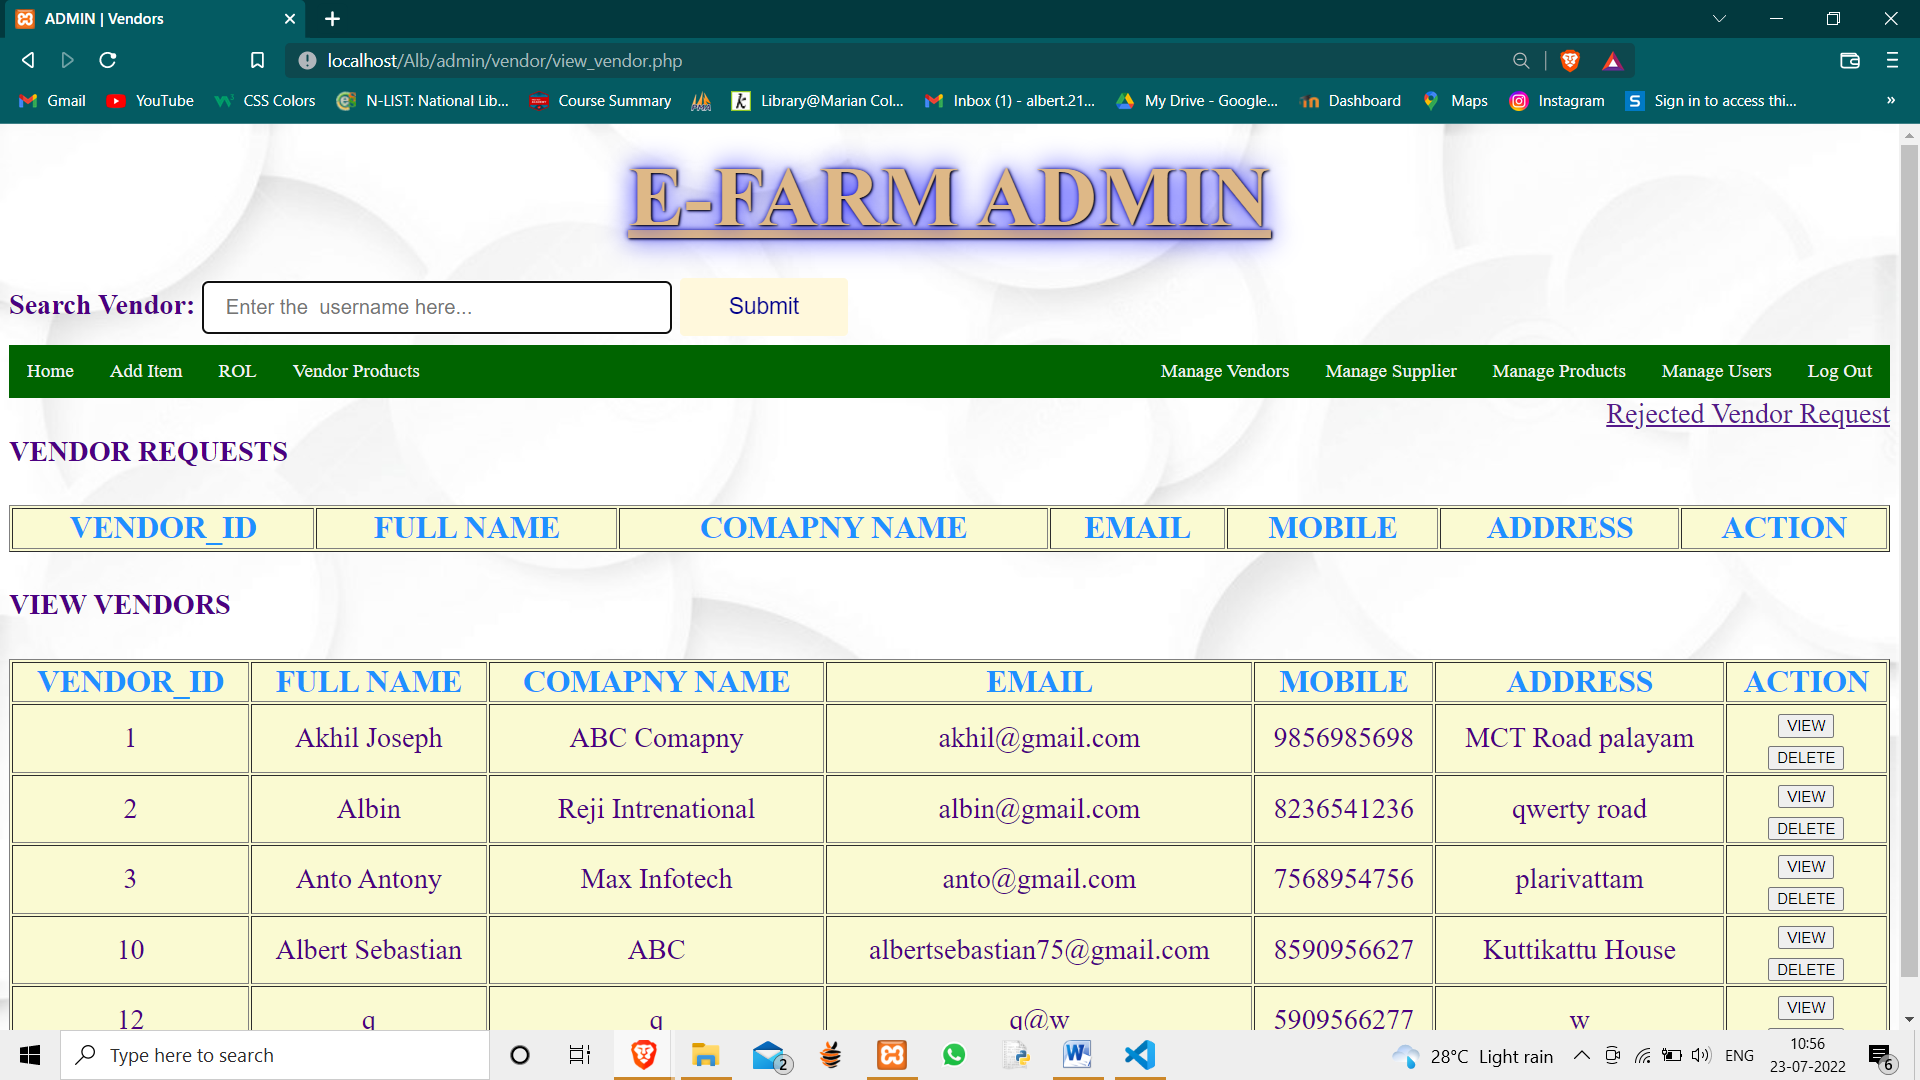 ADMIN | Vendors
localhost/Alb/admin/vendor/view_vendor.php
Gmail YouTube CSS Colors N-LIST: National Lib... Course Summary Library@Marian Col... Inbox (1) - albert.21... My Drive - Google... Dashboard Maps Instagram Sign in to access thi... »
E-FARM ADMIN
Search Vendor: Enter the  username here... Submit
Home Add Item ROL Vendor Products Manage Vendors Manage Supplier Manage Products Manage Users Log Out
Rejected Vendor Request
VENDOR REQUESTS
VENDOR_ID FULL NAME COMAPNY NAME EMAIL MOBILE ADDRESS ACTION
VIEW VENDORS
VENDOR_ID FULL NAME COMAPNY NAME EMAIL MOBILE ADDRESS ACTION
1 Akhil Joseph ABC Comapny akhil@gmail.com 9856985698 MCT Road palayam VIEW
DELETE
2 Albin Reji Intrenational albin@gmail.com 8236541236 qwerty road VIEW
DELETE
3 Anto Antony Max Infotech anto@gmail.com 7568954756 plarivattam VIEW
DELETE
10 Albert Sebastian ABC albertsebastian75@gmail.com 8590956627 Kuttikattu House VIEW
DELETE
12 q q q@w 5909566277 w VIEW
Type here to search 2 28°C Light rain ENG 10:56
23-07-2022 6